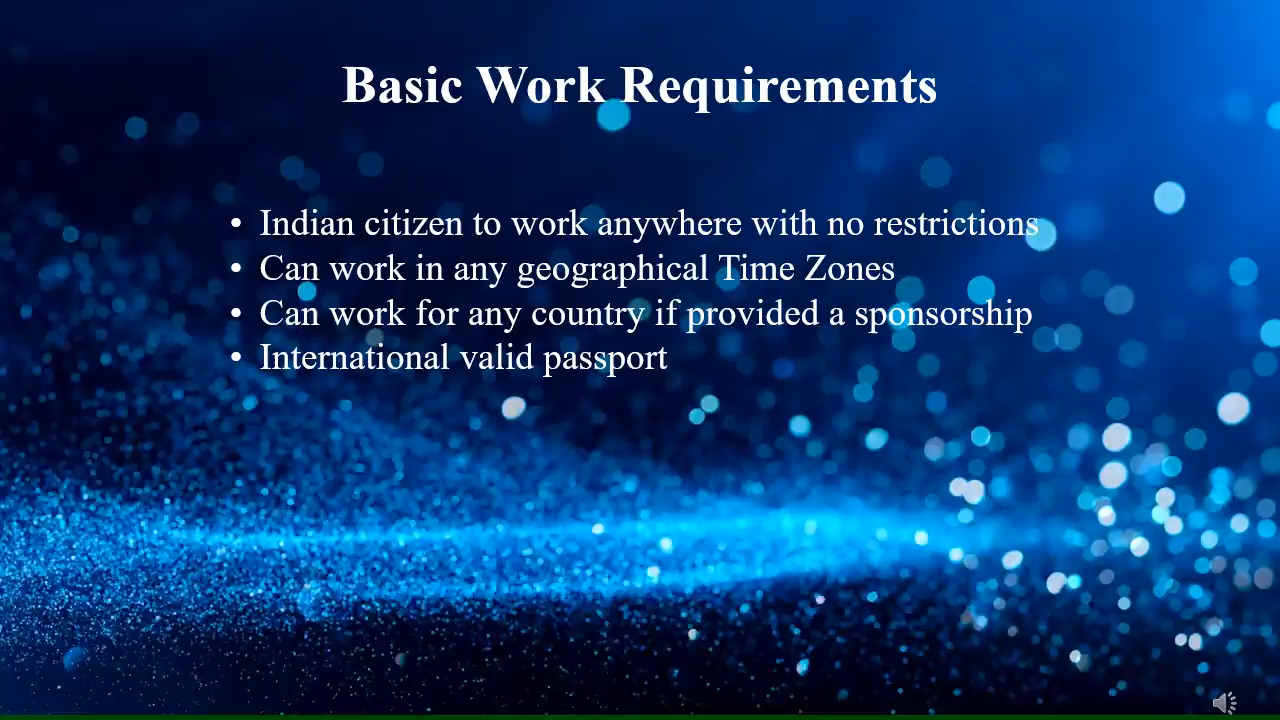 Basic Work Requirements
• Indian citizen to work anywhere with no restrictions
• Can work in any geographical Time Zones
• Can work for any country if provided a sponsorship
• International valid passport